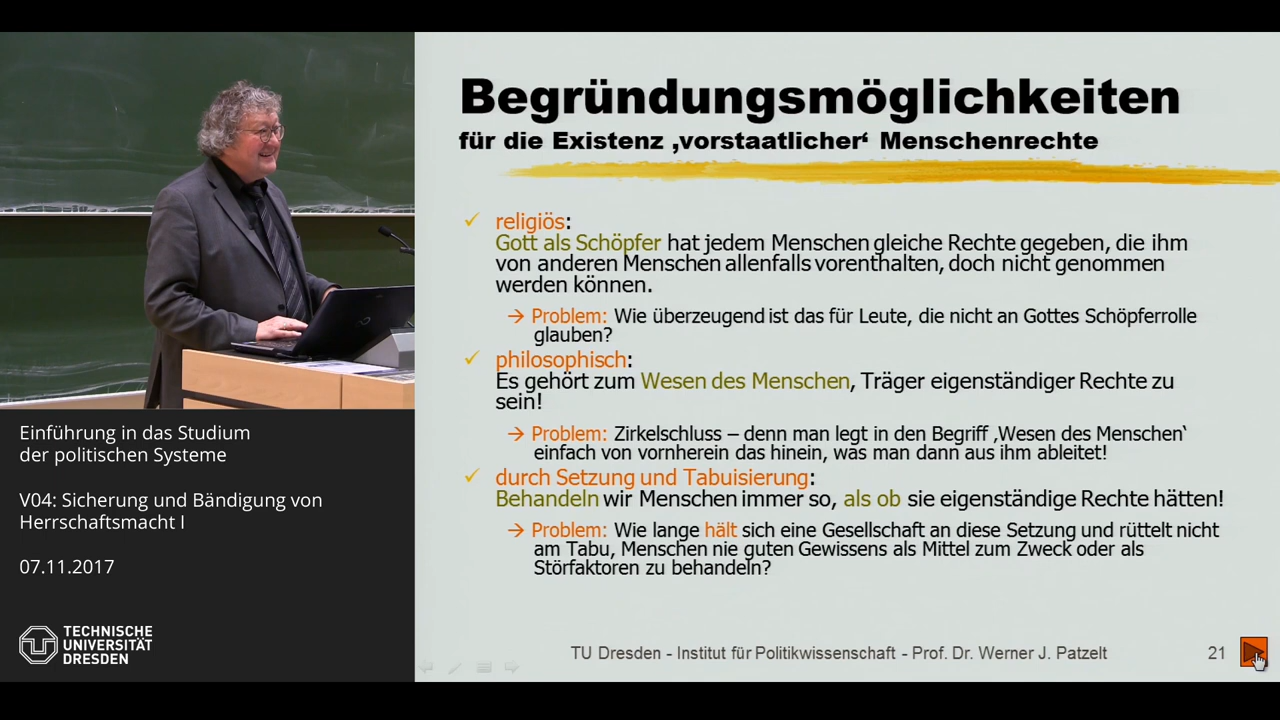 Begründungsmöglichkeiten
für die Existenz ‚vorstaatlicher‘ Menschenrechte
religiös:
Gott als Schöpfer hat jedem Menschen gleiche Rechte gegeben, die ihm
von anderen Menschen allenfalls vorenthalten, doch nicht genommen
werden können.
→ Problem: Wie überzeugend ist das für Leute, die nicht an Gottes Schöpferrolle
glauben?
philosophisch:
Es gehört zum Wesen des Menschen, Träger eigenständiger Rechte zu
sein!
→ Problem: Zirkelschluss – denn man legt in den Begriff ‚Wesen des Menschen‘
einfach von vornherein das hinein, was man dann aus ihm ableitet!
durch Setzung und Tabuisierung:
Behandeln wir Menschen immer so, als ob sie eigenständige Rechte hätten!
→ Problem: Wie lange hält sich eine Gesellschaft an diese Setzung und rüttelt nicht
am Tabu, Menschen nie guten Gewissens als Mittel zum Zweck oder als
Störfaktoren zu behandeln?
TU Dresden - Institut für Politikwissenschaft - Prof. Dr. Werner J. Patzelt
21
Einführung in das Studium
der politischen Systeme
V04: Sicherung und Bändigung von
Herrschaftsmacht I
07.11.2017
TECHNISCHE
UNIVERSITÄT
DRESDEN